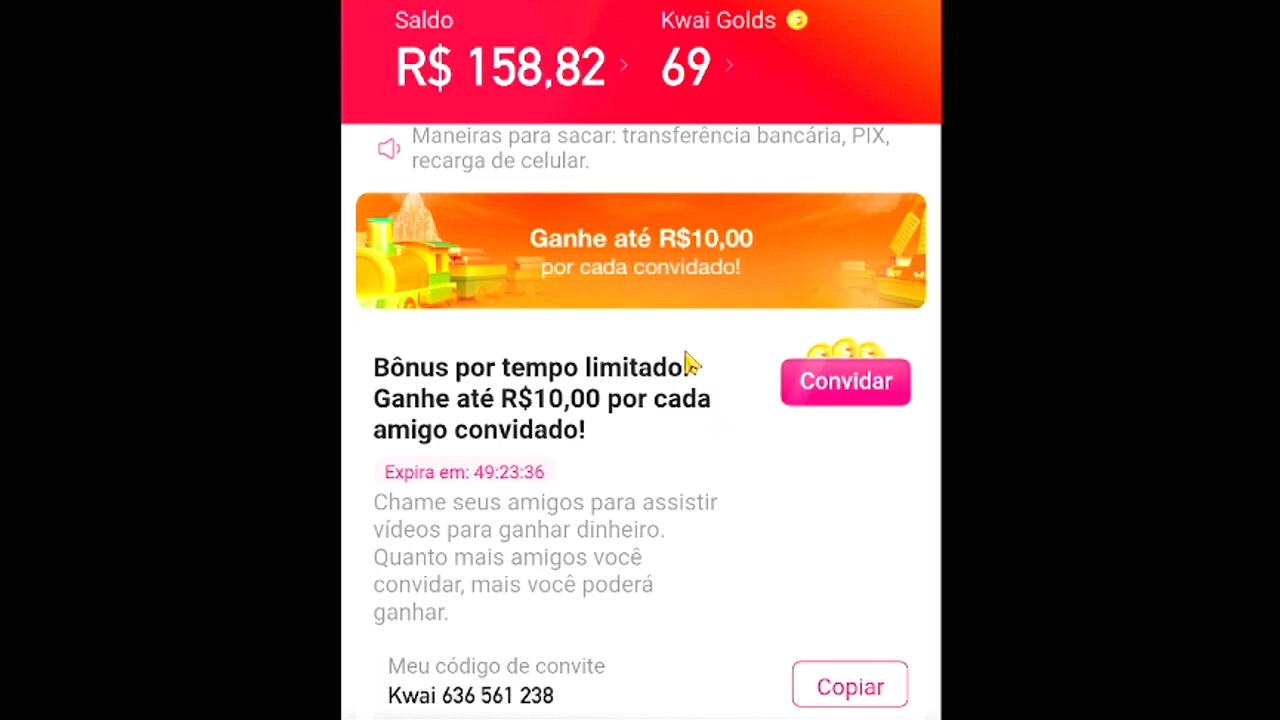 Saldo
Kwai Golds
R$ 158,82
69
Maneiras para sacar: transferência bancária, PIX,
recarga de celular.
Ganhe até R$10,00
por cada convidado!
Bônus por tempo limitado!
Ganhe até R$10,00 por cada
amigo convidado!
Convidar
Expira em: 49:23:36
Chame seus amigos para assistir
vídeos para ganhar dinheiro.
Quanto mais amigos você
convidar, mais você poderá
ganhar.
Meu código de convite
Kwai 636 561 238
Copiar